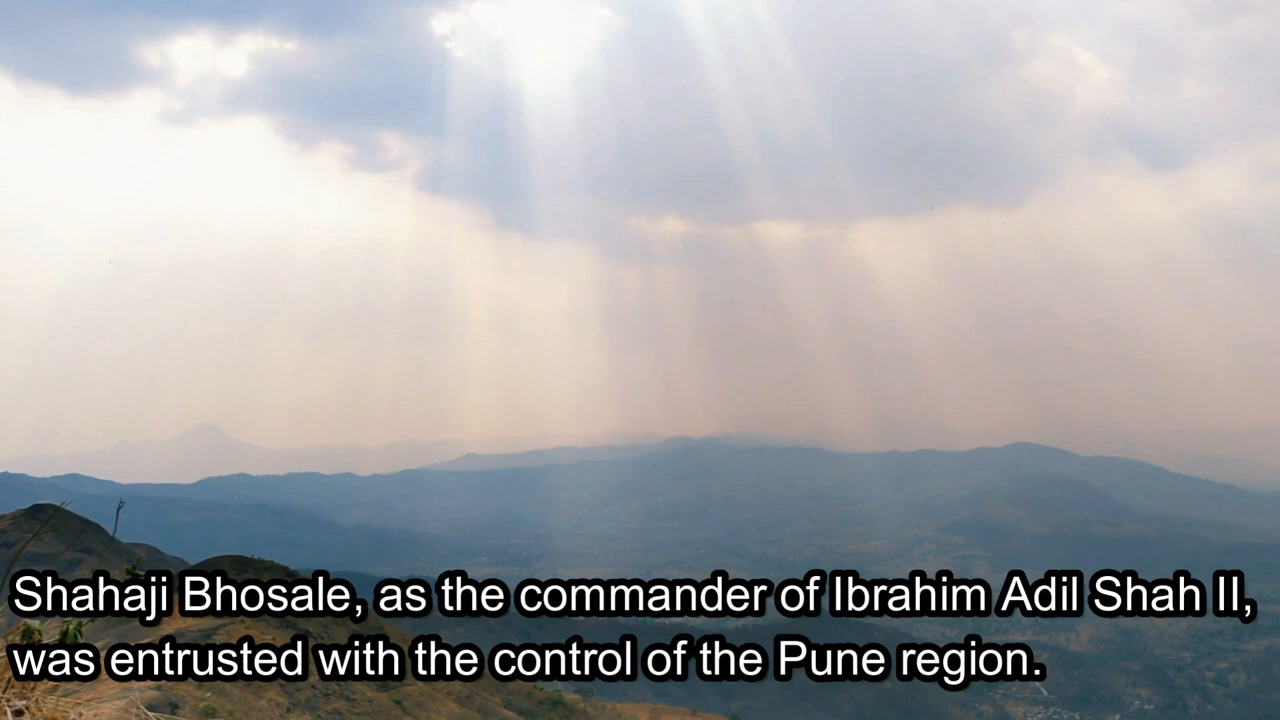 Shahaji Bhosale, as the commander of Ibrahim Adil Shah II,
was entrusted with the control of the Pune region.